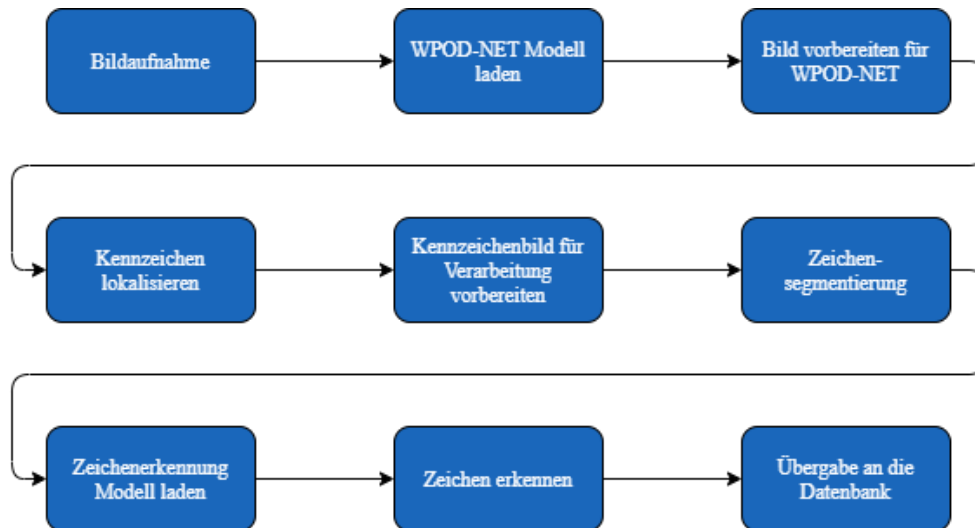 Bildaufnahme
WPOD-NET Modell
laden
Bild vorbereiten für
WPOD-NET
Kennzeichen
lokalisieren
Kennzeichenbild für
Verarbeitung
vorbereiten
Zeichen-
segmentierung
Zeichenerkennung
Modell laden
Zeichen erkennen
Übergabe an die
Datenbank